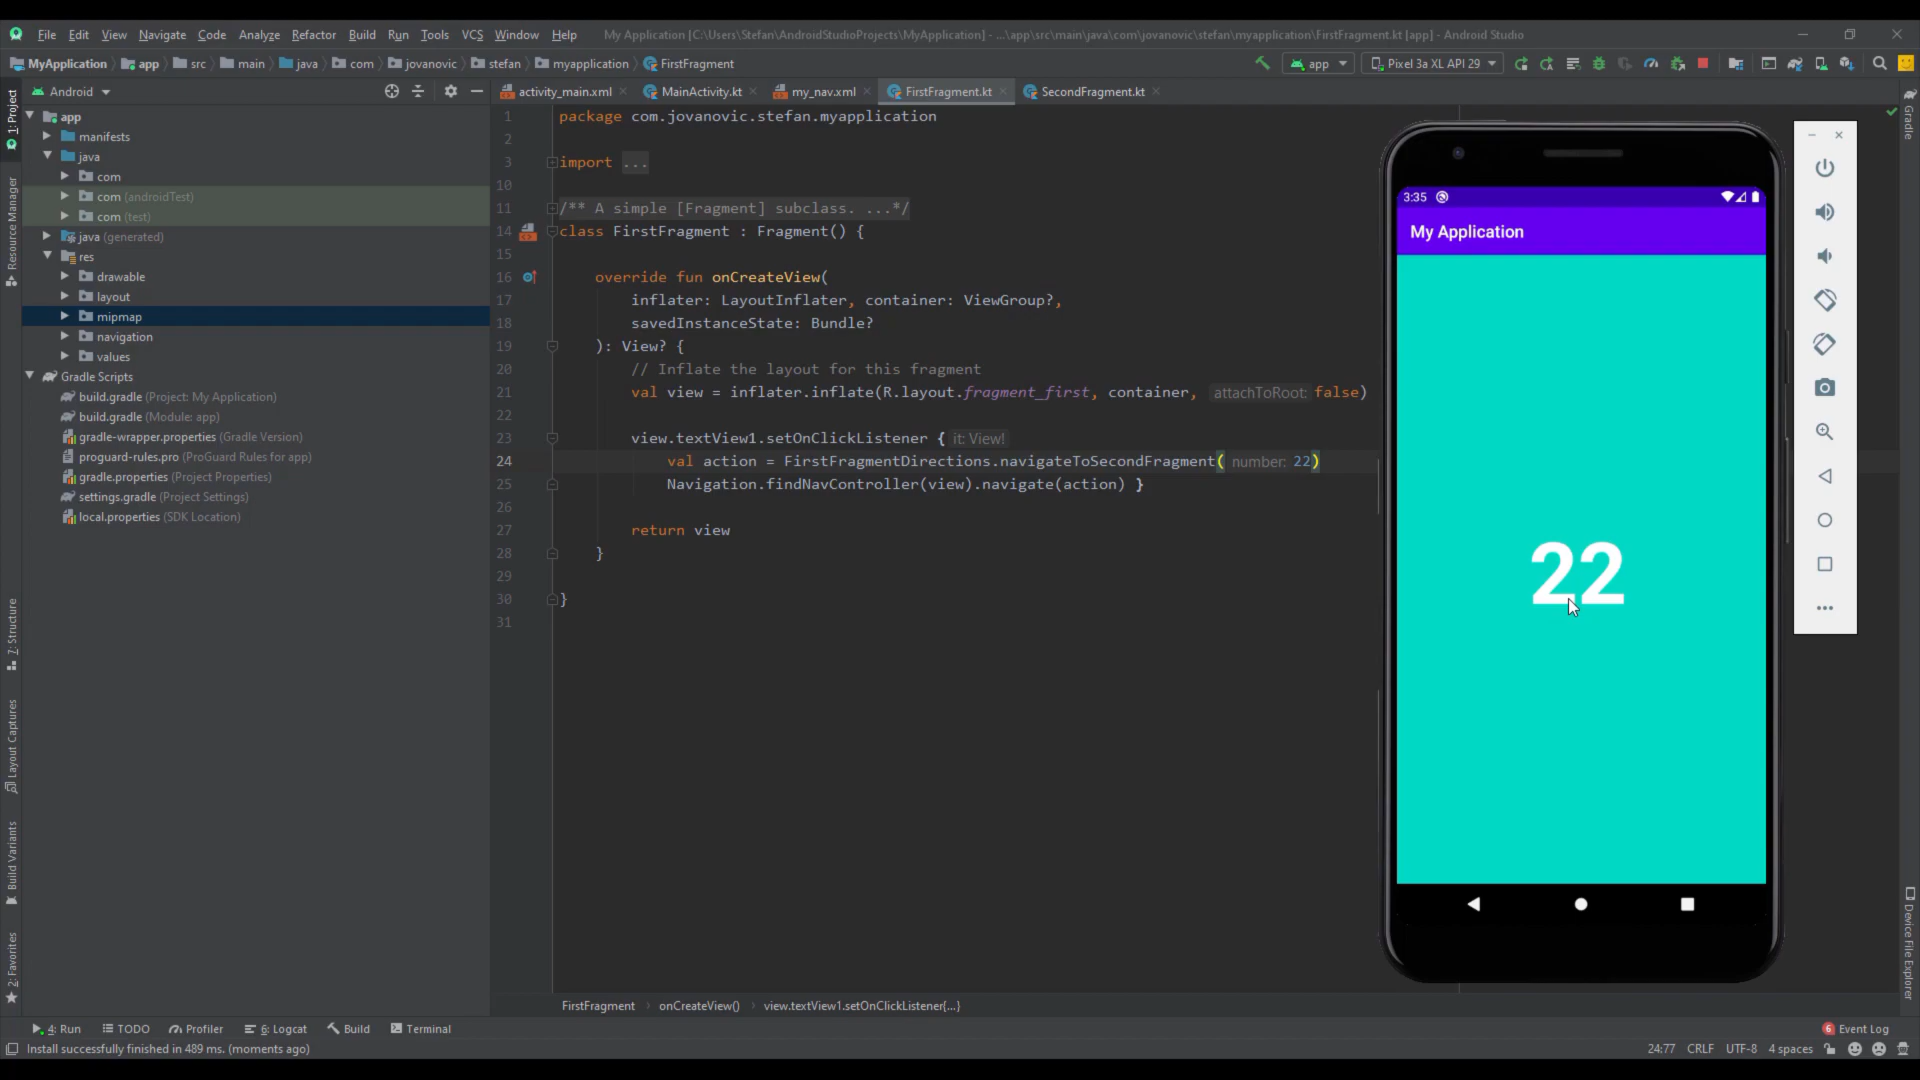 File Edit View Navigate Code Analyze Refactor Build Run Tools VCS Window Help My Application [C:\Users\Stefan\AndroidStudioProjects\MyApplication] - ...\app\src\main\java\com\jovanovic\stefan\myapplication\FirstFragment.kt [app] - Android Studio
MyApplication app src main java com jovanovic stefan myapplication FirstFragment
app
Pixel 3a XL API 29
Android
activity_main.xml
MainActivity.kt
my_nav.xml
FirstFragment.kt
SecondFragment.kt
1: Project
Resource Manager
7: Structure
Layout Captures
Build Variants
2: Favorites
app
manifests
java
com
com (androidTest)
com (test)
java (generated)
res
drawable
layout
mipmap
navigation
values
Gradle Scripts
build.gradle (Project: My Application)
build.gradle (Module: app)
gradle-wrapper.properties (Gradle Version)
proguard-rules.pro (ProGuard Rules for app)
gradle.properties (Project Properties)
settings.gradle (Project Settings)
local.properties (SDK Location)
1 package com.jovanovic.stefan.myapplication
2
3 import ...
10
11 /** A simple [Fragment] subclass. ...*/
14 class FirstFragment : Fragment() {
15
16 override fun onCreateView(
17 inflater: LayoutInflater, container: ViewGroup?,
18 savedInstanceState: Bundle?
19 ): View? {
20 // Inflate the layout for this fragment
21 val view = inflater.inflate(R.layout.fragment_first, container, attachToRoot: false)
22
23 view.textView1.setOnClickListener { it: View!
24 val action = FirstFragmentDirections.navigateToSecondFragment( number: 22)
25 Navigation.findNavController(view).navigate(action) }
26
27 return view
28 }
29
30 }
31
3:35
My Application
22
Gradle
Device File Explorer
FirstFragment onCreateView() view.textView1.setOnClickListener{...}
4: Run TODO Profiler 6: Logcat Build Terminal
6 Event Log
Install successfully finished in 489 ms. (moments ago)
24:77 CRLF UTF-8 4 spaces